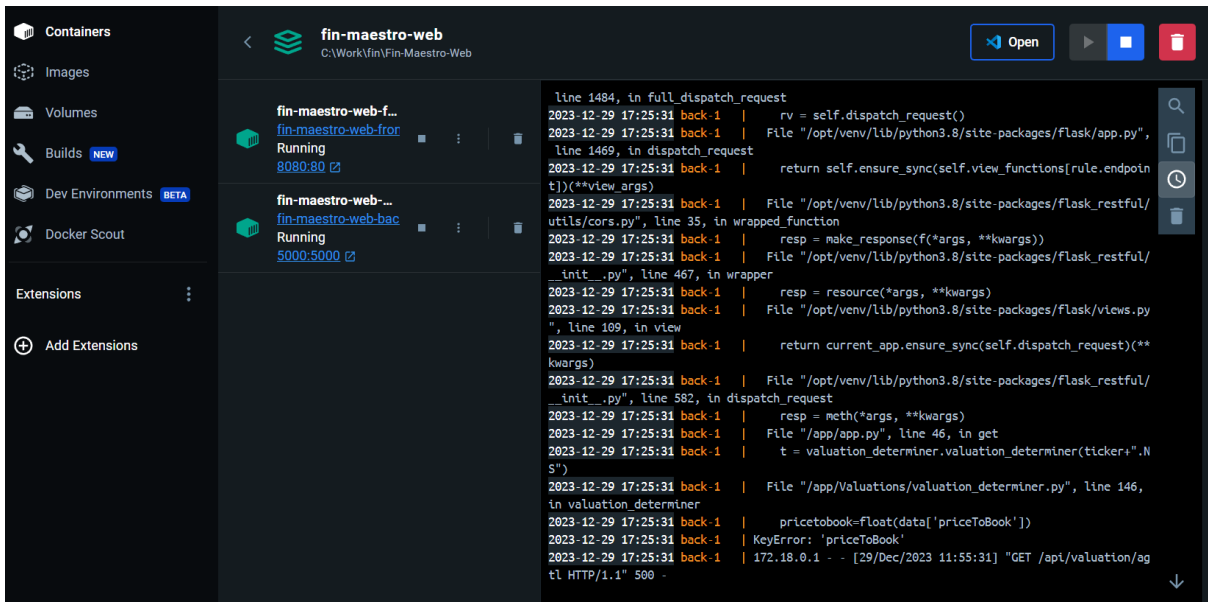 Containers
Images
Volumes
Builds NEW
Dev Environments BETA
Docker Scout
Extensions
Add Extensions
fin-maestro-web
C:\Work\fin\Fin-Maestro-Web
Open
fin-maestro-web-f...
fin-maestro-web-fror
Running
8080:80
fin-maestro-web-...
fin-maestro-web-bac
Running
5000:5000
line 1484, in full_dispatch_request
2023-12-29 17:25:31 back-1 | rv = self.dispatch_request()
2023-12-29 17:25:31 back-1 | File "/opt/venv/lib/python3.8/site-packages/flask/app.py",
line 1469, in dispatch_request
2023-12-29 17:25:31 back-1 | return self.ensure_sync(self.view_functions[rule.endpoin
t])(**view_args)
2023-12-29 17:25:31 back-1 | File "/opt/venv/lib/python3.8/site-packages/flask_restful/
utils/cors.py", line 35, in wrapped_function
2023-12-29 17:25:31 back-1 | resp = make_response(f(*args, **kwargs))
2023-12-29 17:25:31 back-1 | File "/opt/venv/lib/python3.8/site-packages/flask_restful/
__init__.py", line 467, in wrapper
2023-12-29 17:25:31 back-1 | resp = resource(*args, **kwargs)
2023-12-29 17:25:31 back-1 | File "/opt/venv/lib/python3.8/site-packages/flask/views.py
", line 109, in view
2023-12-29 17:25:31 back-1 | return current_app.ensure_sync(self.dispatch_request)(**
kwargs)
2023-12-29 17:25:31 back-1 | File "/opt/venv/lib/python3.8/site-packages/flask_restful/
__init__.py", line 582, in dispatch_request
2023-12-29 17:25:31 back-1 | resp = meth(*args, **kwargs)
2023-12-29 17:25:31 back-1 | File "/app/app.py", line 46, in get
2023-12-29 17:25:31 back-1 | t = valuation_determiner.valuation_determiner(ticker+".N
S")
2023-12-29 17:25:31 back-1 | File "/app/Valuations/valuation_determiner.py", line 146,
in valuation_determiner
2023-12-29 17:25:31 back-1 | pricetobook=float(data['priceToBook'])
2023-12-29 17:25:31 back-1 | KeyError: 'priceToBook'
2023-12-29 17:25:31 back-1 | 172.18.0.1 - - [29/Dec/2023 11:55:31] "GET /api/valuation/ag
tl HTTP/1.1" 500 -